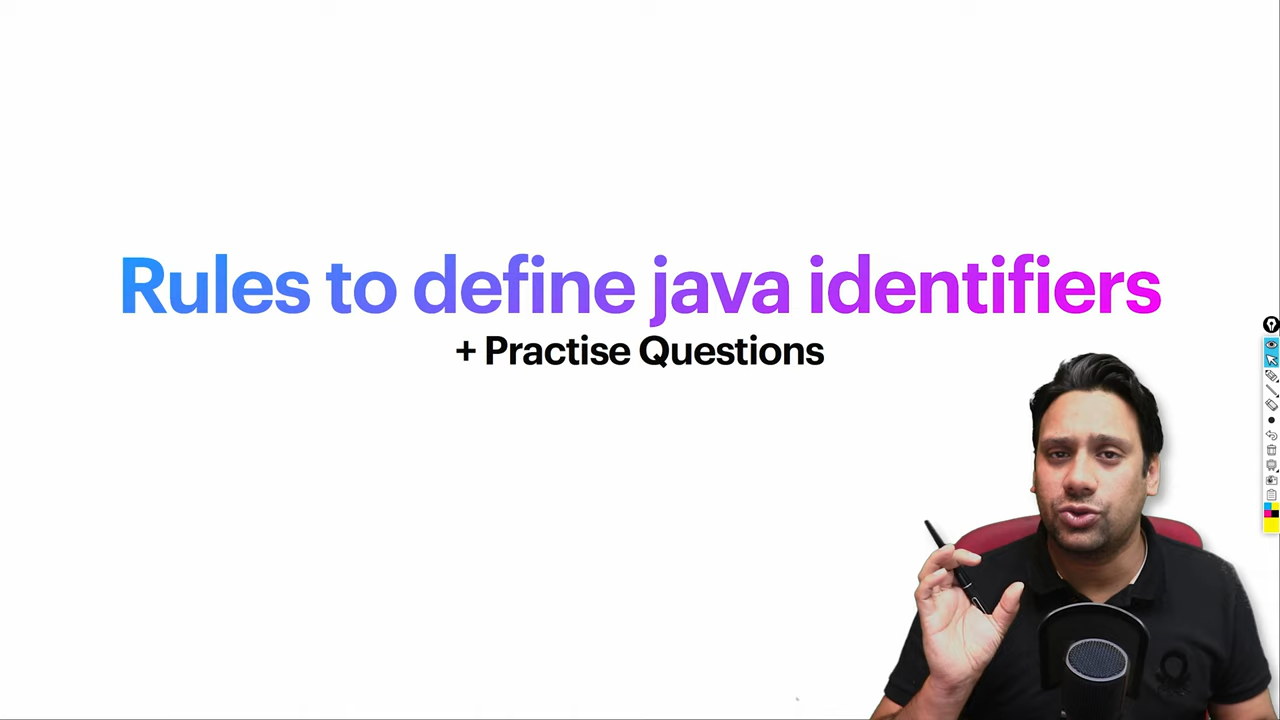 Rules to define java identifiers
+ Practise Questions